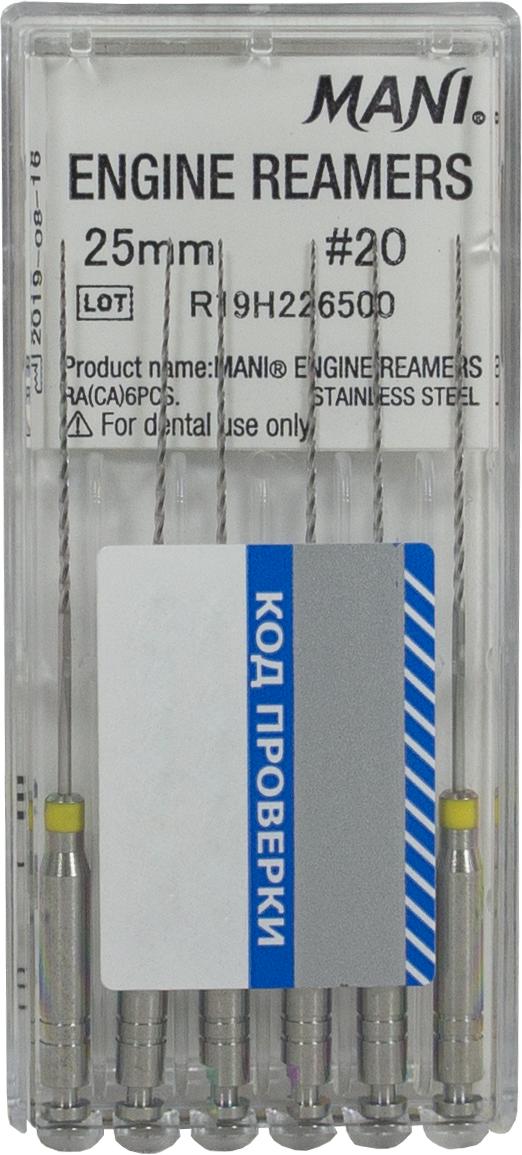 MANI®
ENGINE REAMERS
25mm #20
LOT R19H226500
Product name:MANI® ENGINE REAMERS
RA(CA)6PCS. STAINLESS STEEL
⚠ For dental use only
2019-08-16
КОД ПРОВЕРКИ